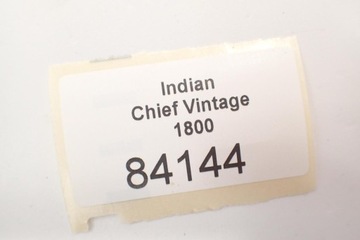 Indian
Chief Vintage
1800
84144